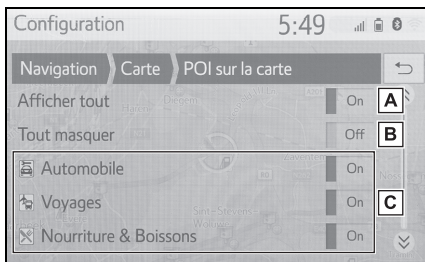 Configuration 5:49
Navigation Carte POI sur la carte
Afficher tout On A
Tout masquer Off B
Automobile On
Voyages On C
Nourriture & Boissons On